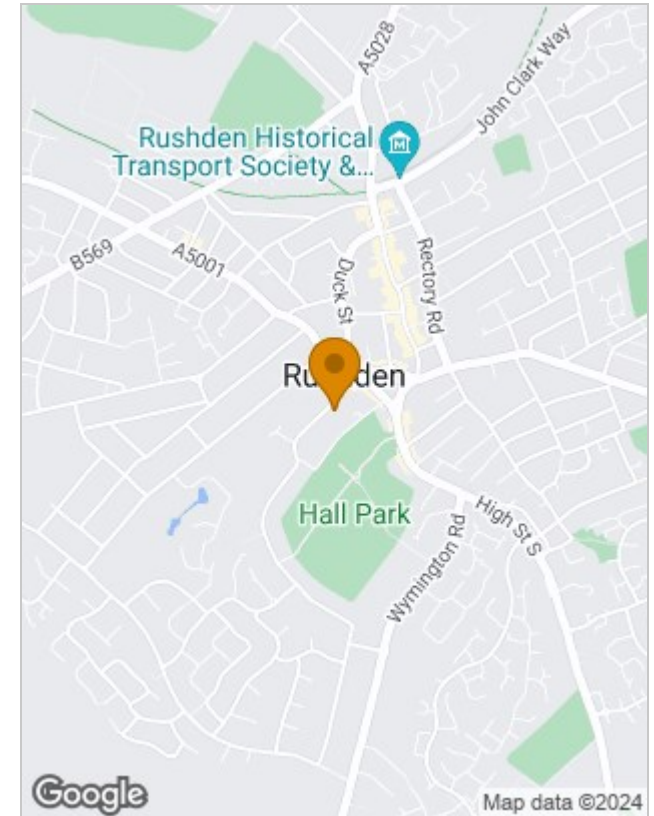 A5028
John Clark Way
Rushden Historical
Transport Society &...
B569
A5001
Duck St
Rectory Rd
Hall Park
High St S
Wymington Rd
Google
Map data ©2024